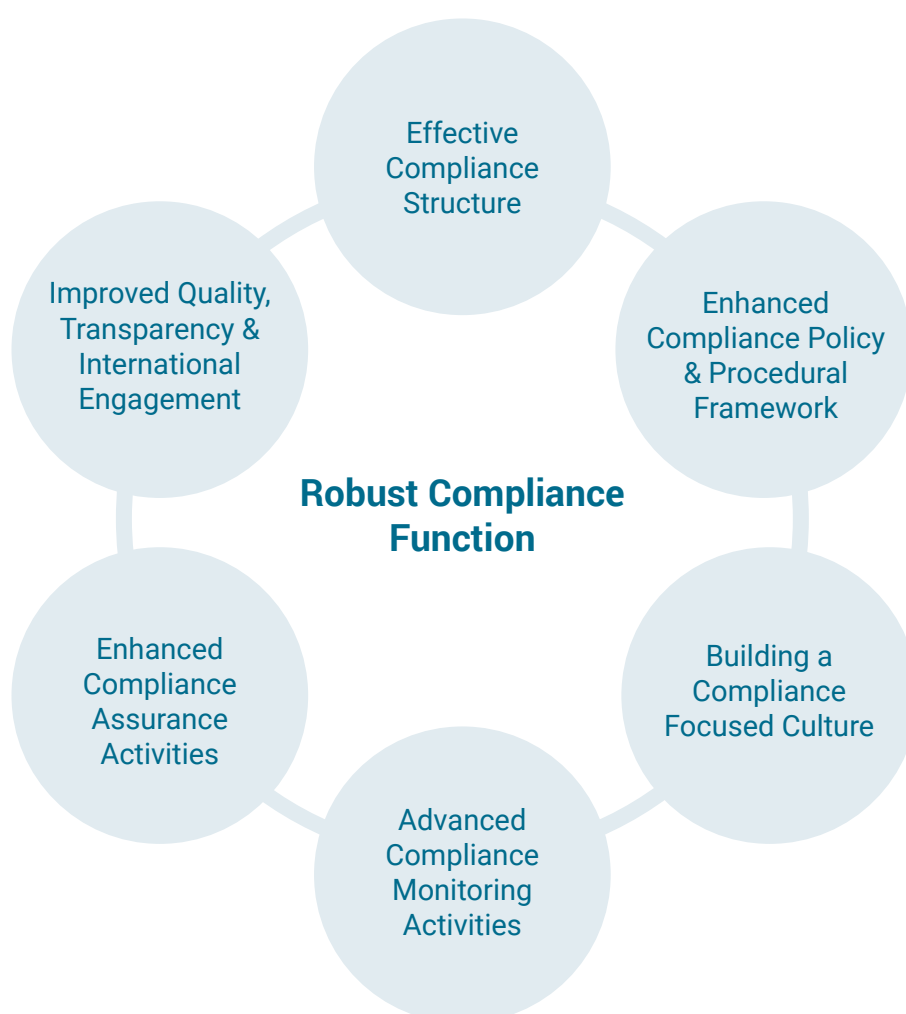 Effective
Compliance
Structure
Enhanced
Compliance Policy
& Procedural
Framework
Building a
Compliance
Focused Culture
Advanced
Compliance
Monitoring
Activities
Enhanced
Compliance
Assurance
Activities
Improved Quality,
Transparency &
International
Engagement
Robust Compliance
Function